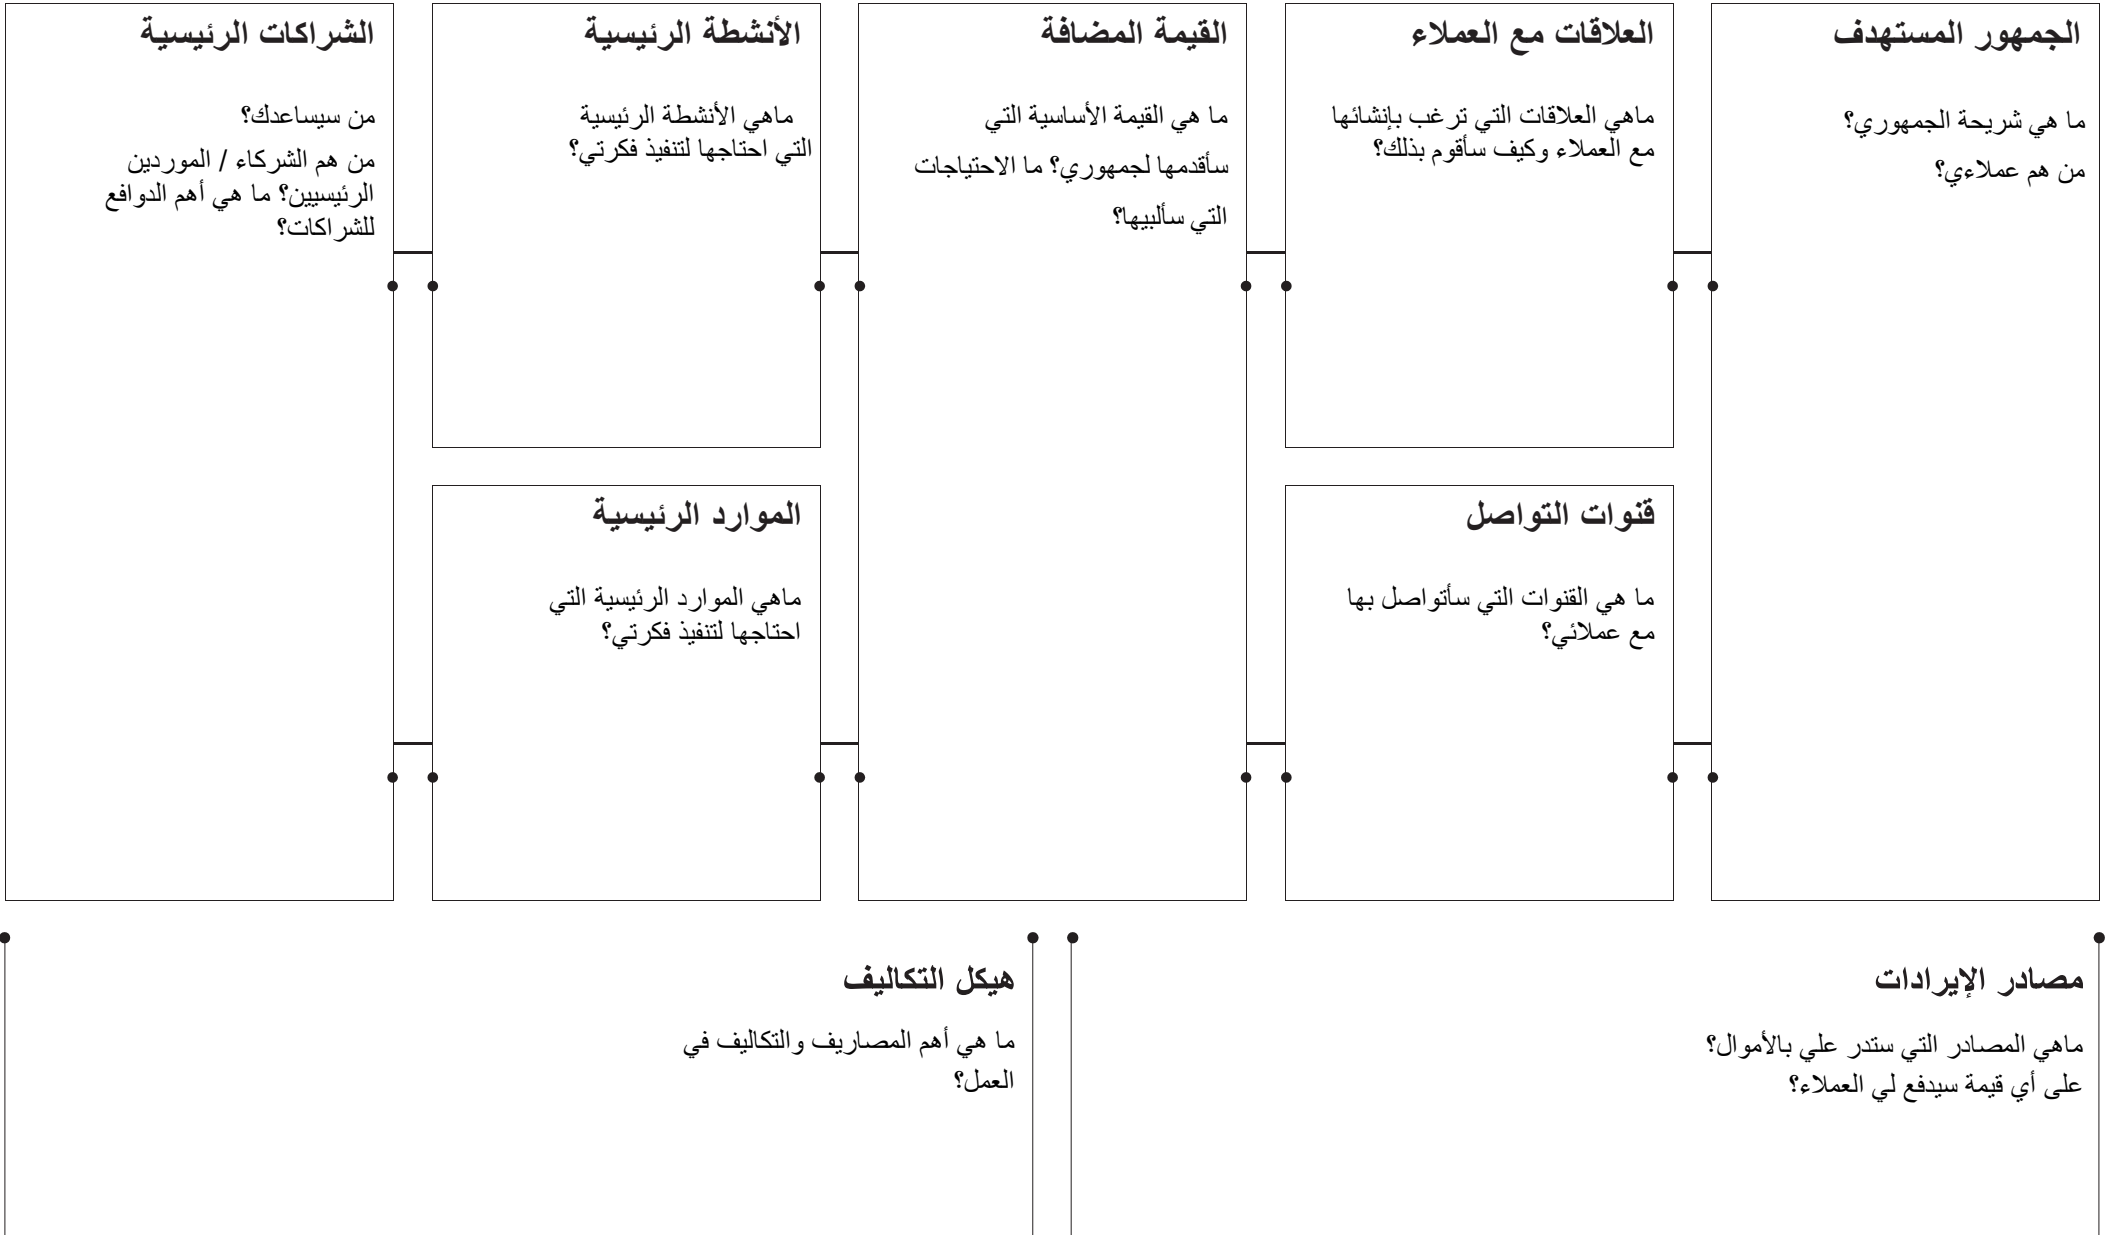 الجمهور المستهدف
ما هي شريحة الجمهوري؟
من هم عملاءي؟
العلاقات مع العملاء
ماهي العلاقات التي ترغب بإنشائها
مع العملاء وكيف سأقوم بذلك؟
قنوات التواصل
ما هي القنوات التي سأتواصل بها
مع عملائي؟
القيمة المضافة
ما هي القيمة الأساسية التي
سأقدمها لجمهوري؟ ما الاحتياجات
التي سألبيها؟
الأنشطة الرئيسية
ماهي الأنشطة الرئيسية
التي احتاجها لتنفيذ فكرتي؟
الموارد الرئيسية
ماهي الموارد الرئيسية التي
احتاجها لتنفيذ فكرتي؟
الشراكات الرئيسية
من سيساعدك؟
من هم الشركاء / الموردين
الرئيسيين؟ ما هي أهم الدوافع
للشراكات؟
مصادر الإيرادات
ماهي المصادر التي ستدر علي بالأموال؟
على أي قيمة سيدفع لي العملاء؟
هيكل التكاليف
ما هي أهم المصاريف والتكاليف في
العمل؟